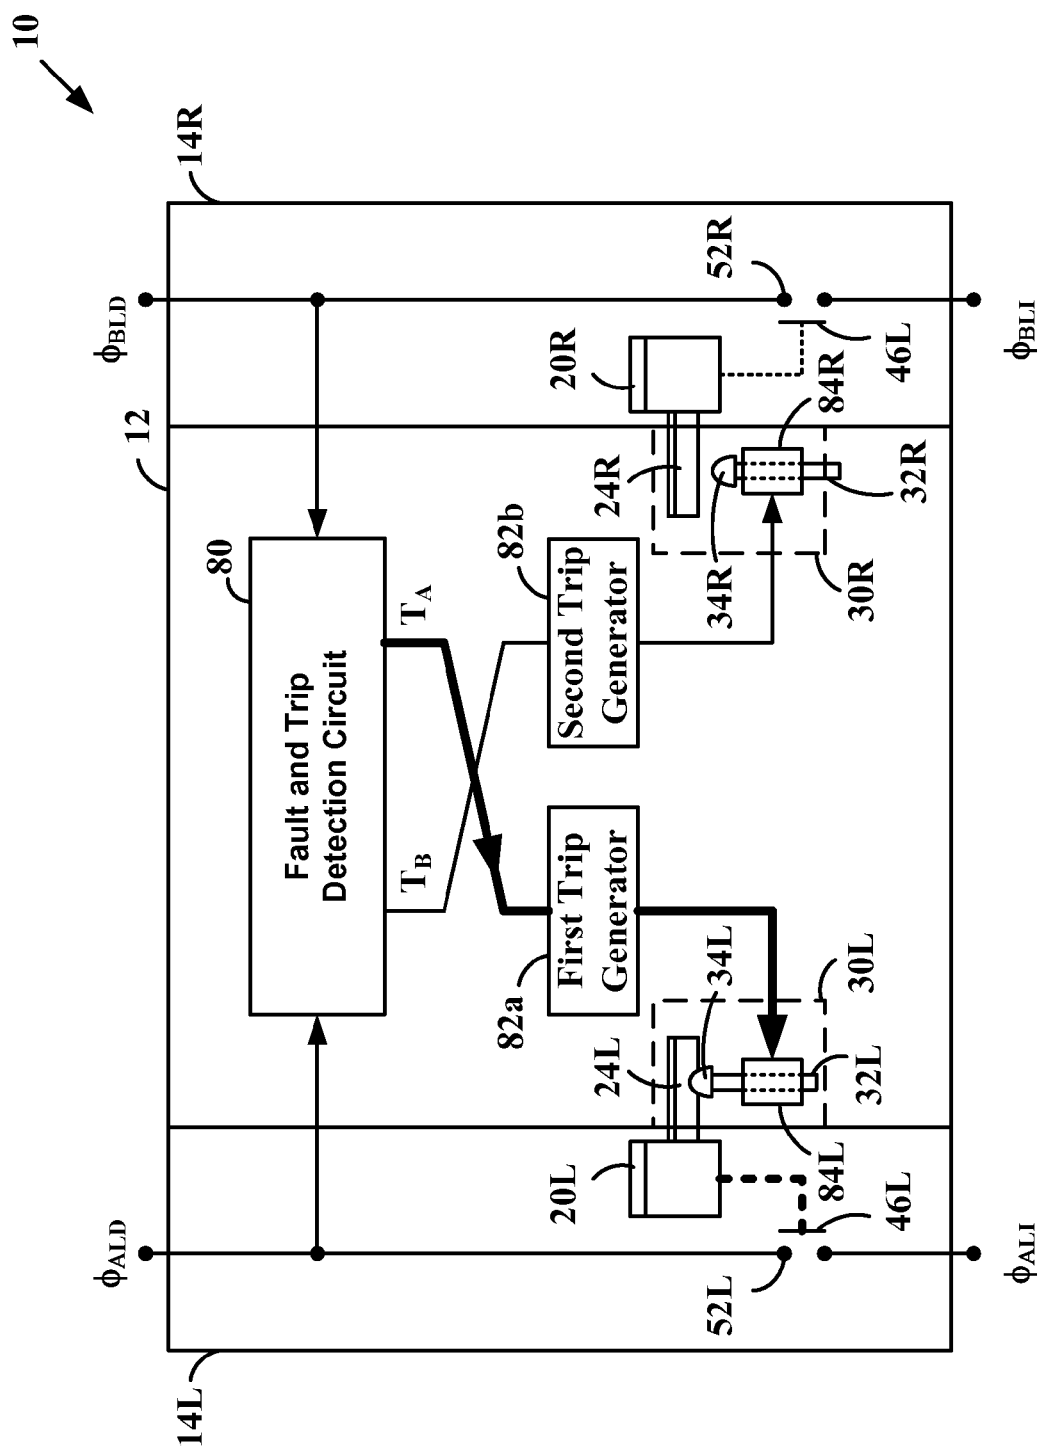 10
14R
12
14L
ϕBLD
ϕALD
80
Fault and Trip
Detection Circuit
TA
TB
82b
Second Trip
Generator
82a
First Trip
Generator
20R
24R
34R
30R
52R
46L
84R
32R
20L
24L
34L
30L
52L
46L
84L
32L
ϕBLI
ϕALI